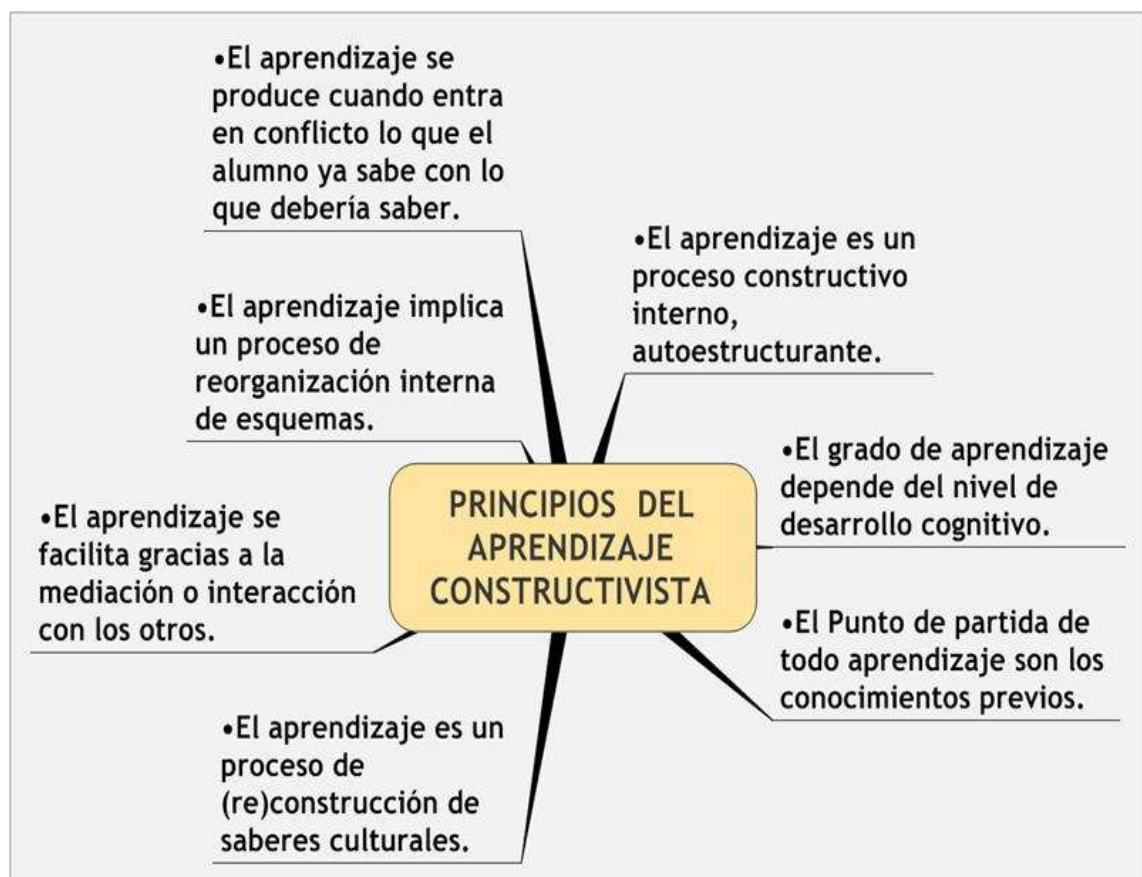 •El aprendizaje se
produce cuando entra
en conflicto lo que el
alumno ya sabe con lo
que debería saber.
•El aprendizaje es un
proceso constructivo
interno,
autoestructurante.
•El aprendizaje implica
un proceso de
reorganización interna
de esquemas.
•El grado de aprendizaje
depende del nivel de
desarrollo cognitivo.
PRINCIPIOS DEL
APRENDIZAJE
CONSTRUCTIVISTA
•El aprendizaje se
facilita gracias a la
mediación o interacción
con los otros.
•El Punto de partida de
todo aprendizaje son los
conocimientos previos.
•El aprendizaje es un
proceso de
(re)construcción de
saberes culturales.